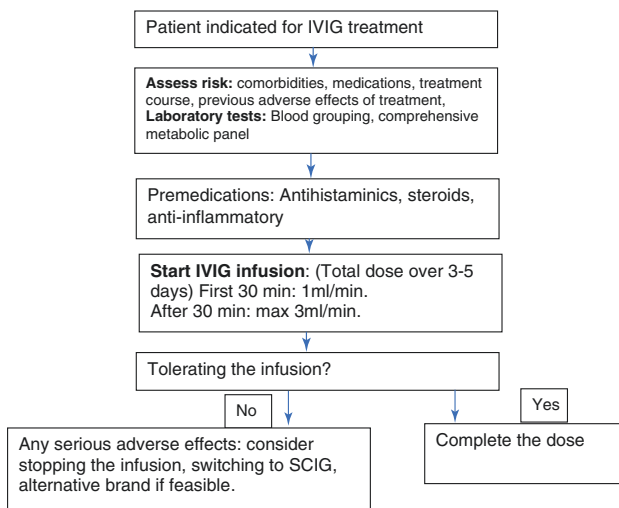 Patient indicated for IVIG treatment
Assess risk: comorbidities, medications, treatment
course, previous adverse effects of treatment,
Laboratory tests: Blood grouping, comprehensive
metabolic panel
Premedications: Antihistaminics, steroids,
anti-inflammatory
Start IVIG infusion: (Total dose over 3-5
days) First 30 min: 1ml/min.
After 30 min: max 3ml/min.
Tolerating the infusion?
No
Yes
Any serious adverse effects: consider
stopping the infusion, switching to SCIG,
alternative brand if feasible.
Complete the dose